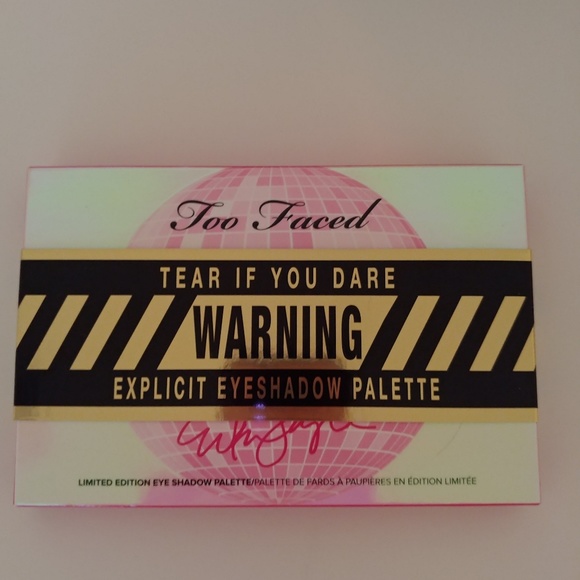 Too Faced
TEAR IF YOU DARE
WARNING
EXPLICIT EYESHADOW PALETTE
LIMITED EDITION EYE SHADOW PALETTE/PALETTE DE FARDS À PAUPIÈRES EN ÉDITION LIMITÉE